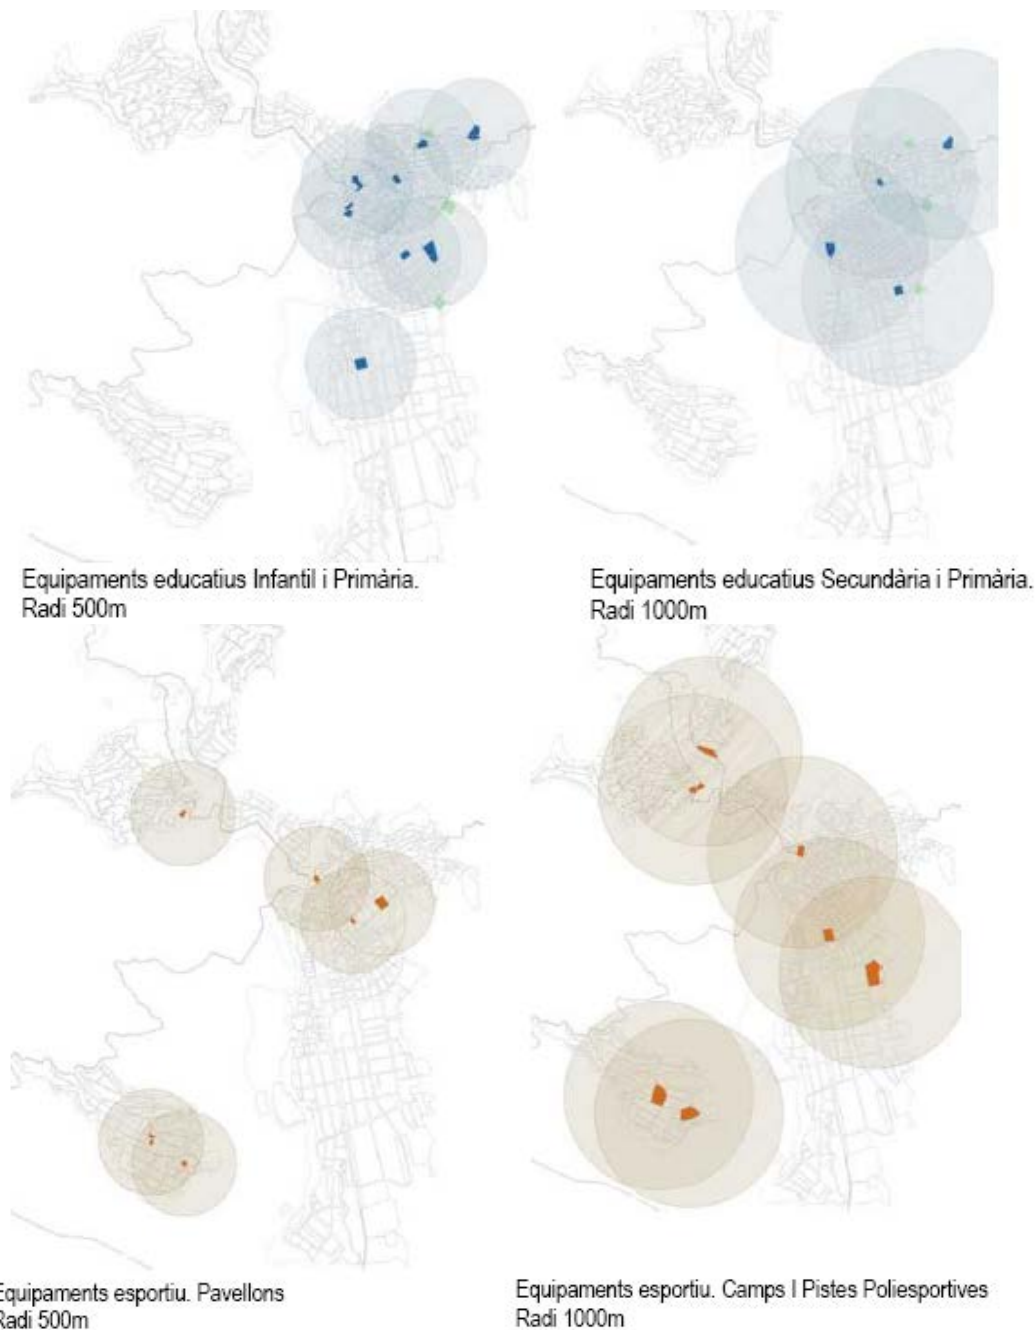 Equipaments educatius Infantil i Primària.
Radi 500m
Equipaments educatius Secundària i Primària.
Radi 1000m
Equipaments esportiu. Pavellons
Radi 500m
Equipaments esportiu. Camps I Pistes Poliesportives
Radi 1000m